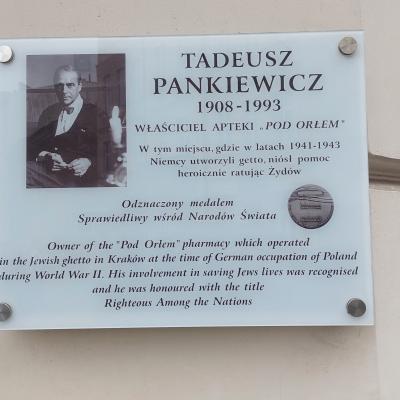 TADEUSZ
PANKIEWICZ
1908-1993
WŁAŚCICIEL APTEKI „POD ORŁEM"
W tym miejscu, gdzie w latach 1941-1943
Niemcy utworzyli getto, niósł pomoc
heroicznie ratując Żydów
Odznaczony medalem
Sprawiedliwy wśród Narodów Świata
Owner of the "Pod Orłem" pharmacy which operated
in the Jewish ghetto in Kraków at the time of German occupation of Poland
during World War II. His involvement in saving Jews lives was recognised
and he was honoured with the title
Righteous Among the Nations